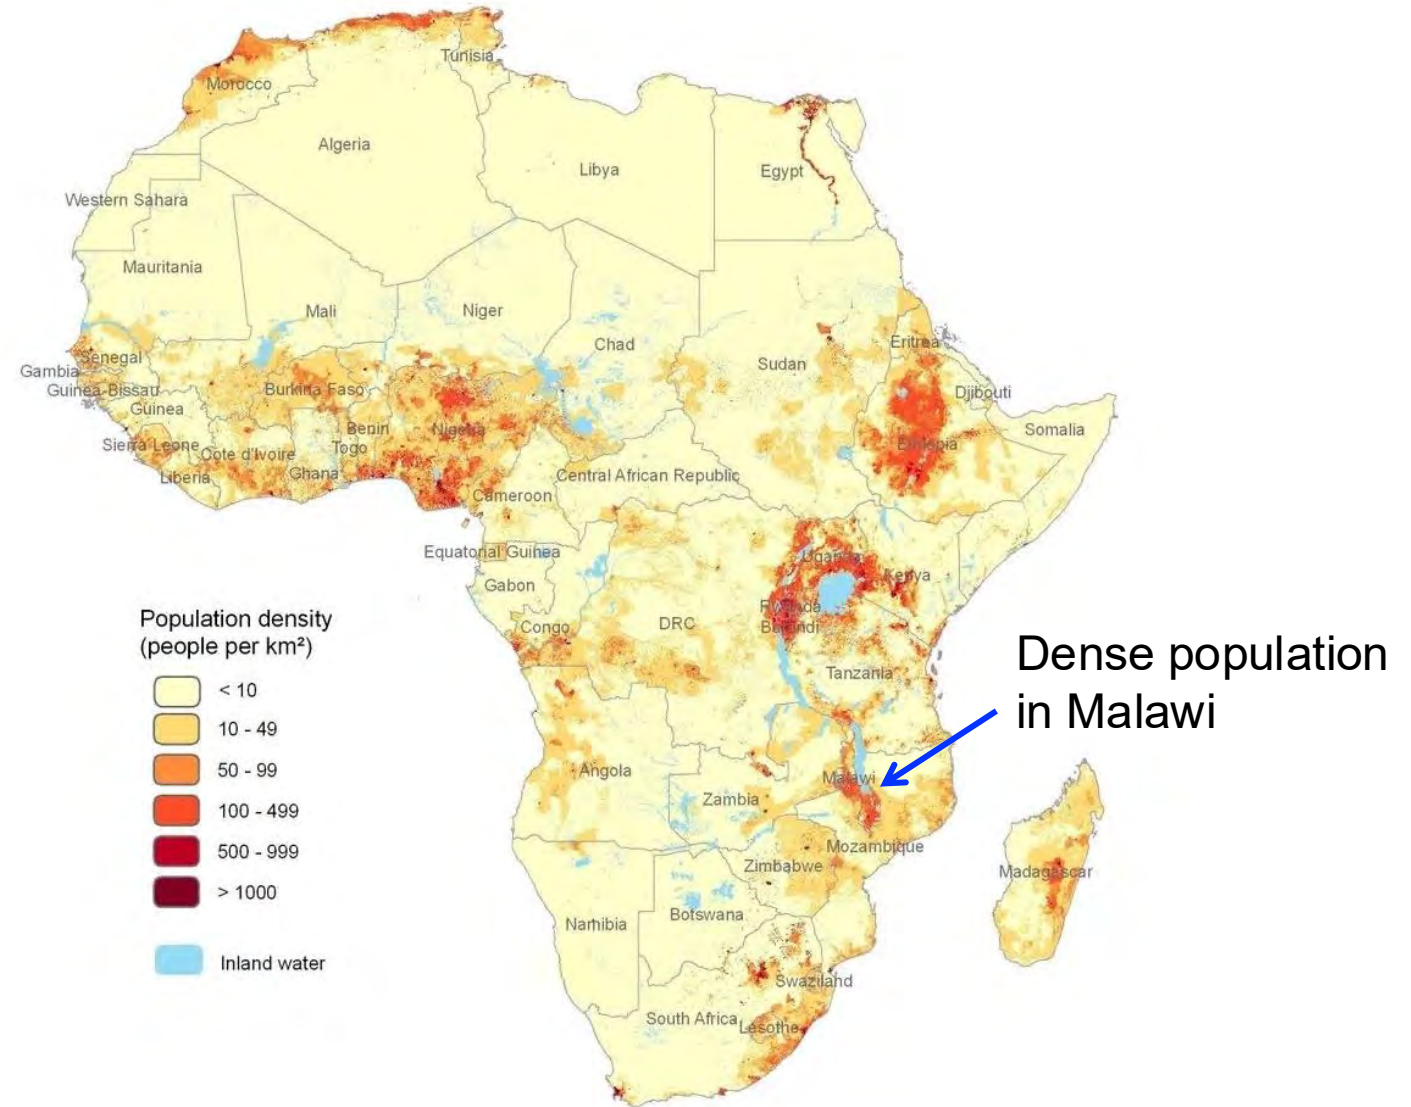 Tunisia
Morocco
Algeria
Libya
Egypt
Western Sahara
Mauritania
Mali
Niger
Chad
Sudan
Eritrea
Senegal
Gambia
Guinea-Bissau
Burkina Faso
Djibouti
Guinea
Benin
Nigeria
Somalia
Sierra Leone
Cote d'Ivoire
Togo
Ethiopia
Liberia
Ghana
Central African Republic
Cameroon
Equatorial Guinea
Uganda
Gabon
Kenya
Rwanda
Congo
DRC
Burundi
Tanzania
Population density
(people per km²)
< 10
10 - 49
50 - 99
100 - 499
500 - 999
> 1000
Inland water
Dense population
in Malawi
Angola
Malawi
Zambia
Mozambique
Zimbabwe
Madagascar
Namibia
Botswana
Swaziland
South Africa
Lesotho